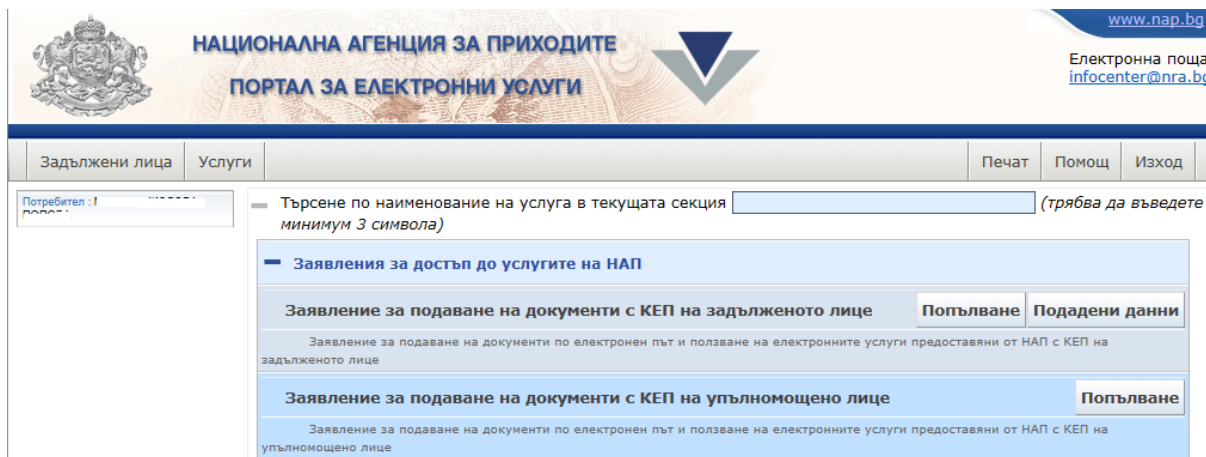 www.nap.bg
НАЦИОНАЛНА АГЕНЦИЯ ЗА ПРИХОДИТЕ
ПОРТАЛ ЗА ЕЛЕКТРОННИ УСЛУГИ
Електронна поща
infocenter@nra.bg
Задължени лица Услуги Печат Помощ Изход
Потребител :
Търсене по наименование на услуга в текущата секция (трябва да въведете
минимум 3 символа)
Заявления за достъп до услугите на НАП
Заявление за подаване на документи с КЕП на задълженото лице Попълване Подадени данни
Заявление за подаване на документи по електронен път и ползване на електронните услуги предоставяни от НАП с КЕП на
задълженото лице
Заявление за подаване на документи с КЕП на упълномощено лице Попълване
Заявление за подаване на документи по електронен път и ползване на електронните услуги предоставяни от НАП с КЕП на
упълномощено лице